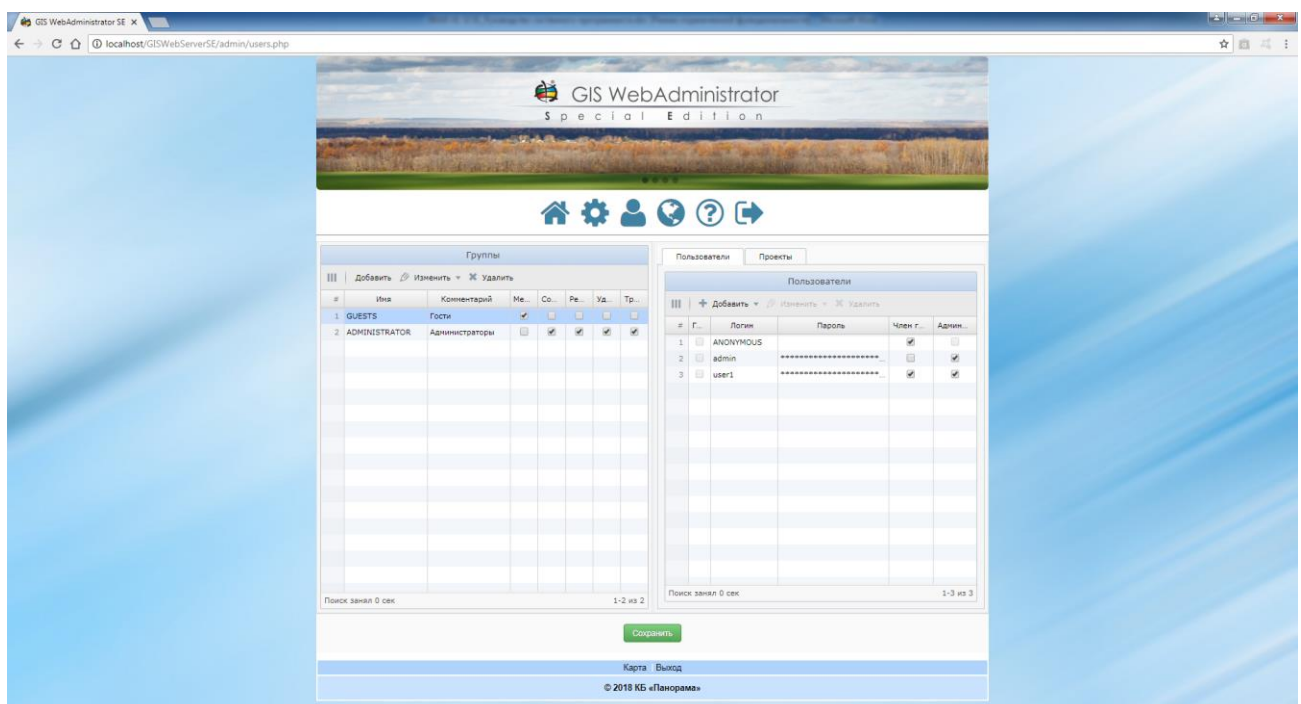 GIS WebAdministrator SE
localhost/GISWebServerSE/admin/users.php
GIS WebAdministrator
Special Edition
Группы
Добавить Изменить Удалить
# Имя Комментарий Ме... Со... Ре... Уд... Тр...
1 GUESTS Гости
2 ADMINISTRATOR Администраторы
Поиск занял 0 сек 1-2 из 2
Пользователи Проекты
Пользователи
Добавить Изменить Удалить
# Г... Логин Пароль Член г... Админ...
1 ANONYMOUS
2 admin *********************...
3 user1 *********************...
Поиск занял 0 сек 1-3 из 3
Сохранить
Карта Выход
© 2018 КБ «Панорама»